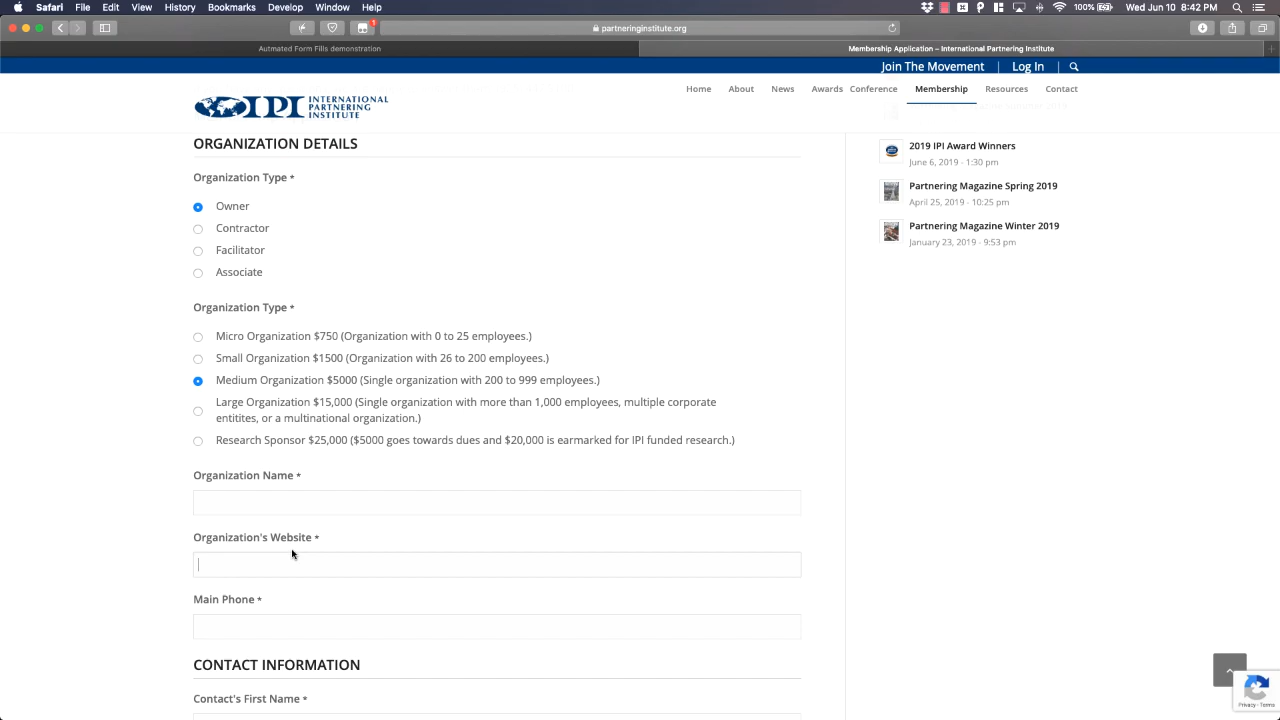 Safari File Edit View History Bookmarks Develop Window Help 100% Wed Jun 10 8:42 PM
1
partneringinstitute.org
Autmated Form Fills demonstration
Membership Application – International Partnering Institute
Join The Movement | Log In |
IPI INTERNATIONAL
PARTNERING
INSTITUTE
Home About News Awards Conference Membership Resources Contact
ORGANIZATION DETAILS
Organization Type *
Owner
Contractor
Facilitator
Associate
Organization Type *
Micro Organization $750 (Organization with 0 to 25 employees.)
Small Organization $1500 (Organization with 26 to 200 employees.)
Medium Organization $5000 (Single organization with 200 to 999 employees.)
Large Organization $15,000 (Single organization with more than 1,000 employees, multiple corporate
entitites, or a multinational organization.)
Research Sponsor $25,000 ($5000 goes towards dues and $20,000 is earmarked for IPI funded research.)
Organization Name *
Organization's Website *
Main Phone *
CONTACT INFORMATION
Contact's First Name *
2019 IPI Award Winners
June 6, 2019 - 1:30 pm
Partnering Magazine Spring 2019
April 25, 2019 - 10:25 pm
Partnering Magazine Winter 2019
January 23, 2019 - 9:53 pm
Privacy - Terms